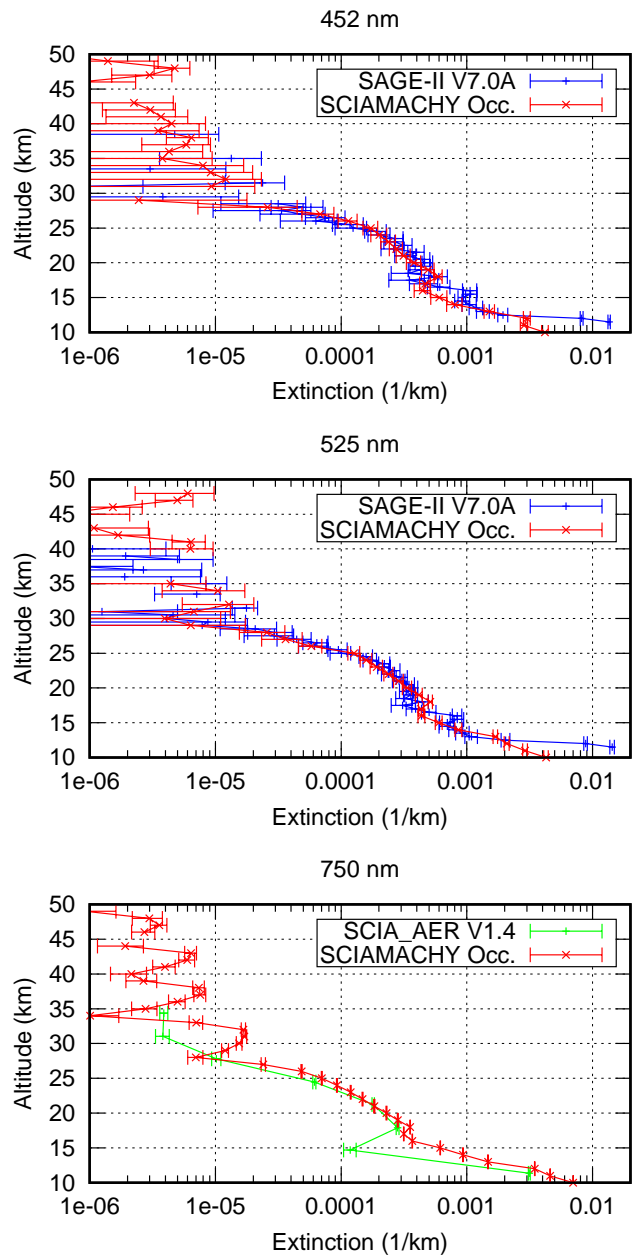 452 nm
50
45
40
35
30
25
20
15
10
Altitude (km)
SAGE-II V7.0A
SCIAMACHY Occ.
1e-06 1e-05 0.0001 0.001 0.01
Extinction (1/km)
525 nm
50
45
40
35
30
25
20
15
10
Altitude (km)
SAGE-II V7.0A
SCIAMACHY Occ.
1e-06 1e-05 0.0001 0.001 0.01
Extinction (1/km)
750 nm
50
45
40
35
30
25
20
15
10
Altitude (km)
SCIA_AER V1.4
SCIAMACHY Occ.
1e-06 1e-05 0.0001 0.001 0.01
Extinction (1/km)